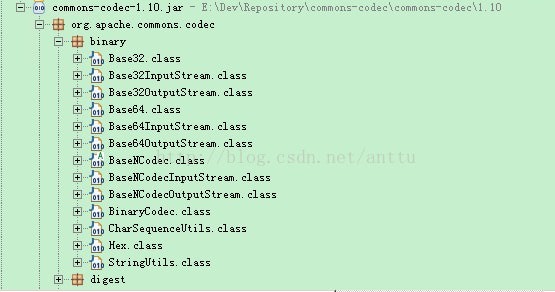 commons-codec-1.10.jar - E:\Dev\Repository\commons-codec\commons-codec\1.10
org.apache.commons.codec
binary
Base32.class
Base32InputStream.class
Base32OutputStream.class
Base64.class
Base64InputStream.class
Base64OutputStream.class
BaseNCodec.class
http://blog.csdn.net/anttu
BaseNCodecInputStream.class
BaseNCodecOutputStream.class
BinaryCodec.class
CharSequenceUtils.class
Hex.class
StringUtils.class
digest